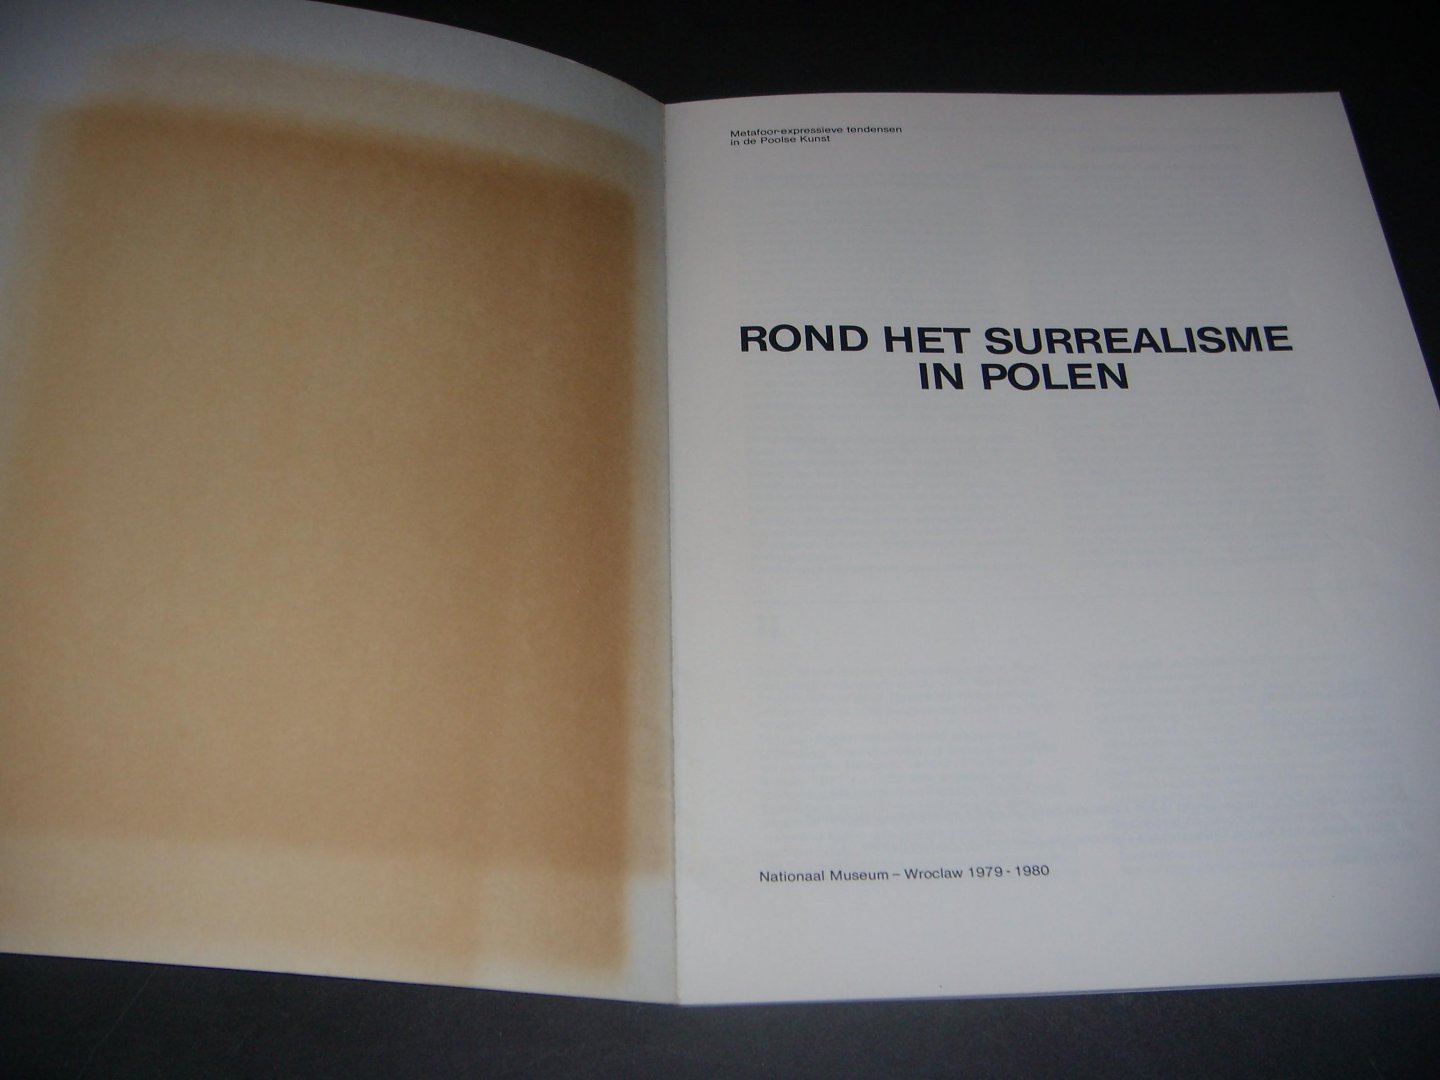 Metafoor-expressieve tendensen
in de Poolse Kunst
ROND HET SURREALISME
IN POLEN
Nationaal Museum – Wroclaw 1979 - 1980